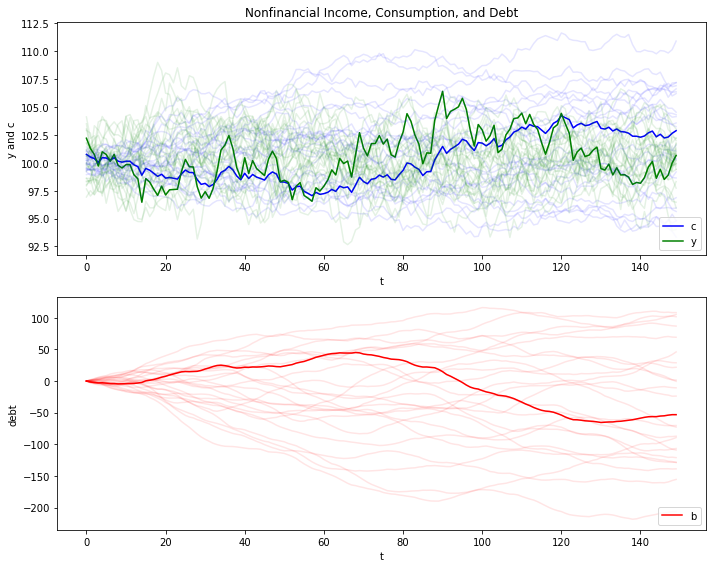 Nonfinancial Income, Consumption, and Debt
112.5
110.0
107.5
105.0
102.5
100.0
97.5
95.0
92.5
y and c
c
y
0 20 40 60 80 100 120 140
t
100
50
0
−50
−100
−150
−200
debt
b
0 20 40 60 80 100 120 140
t